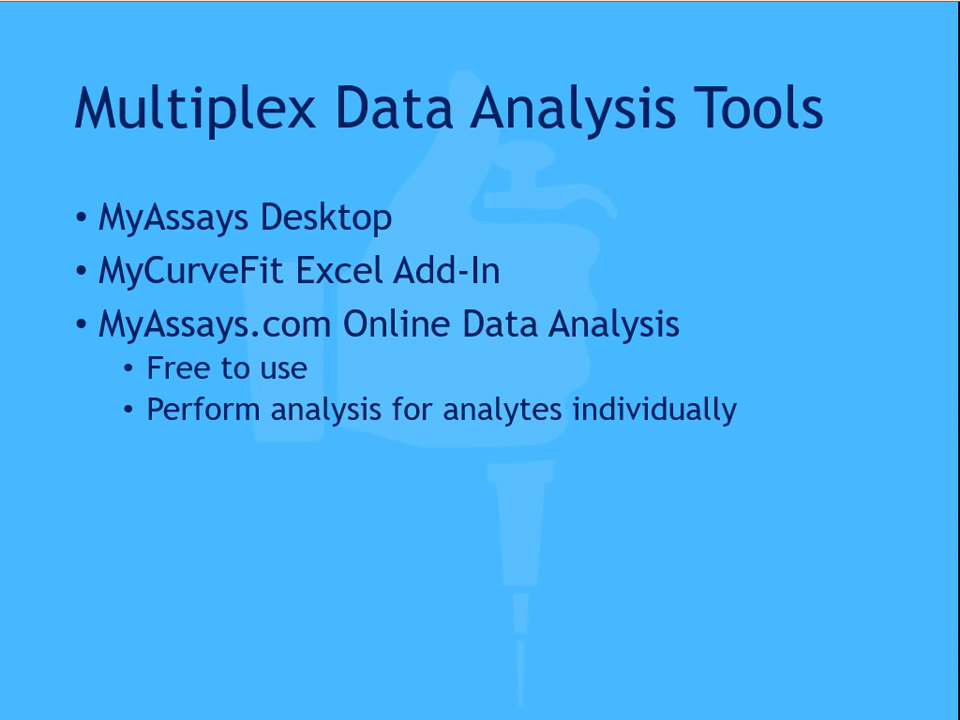 Multiplex Data Analysis Tools
• MyAssays Desktop
• MyCurveFit Excel Add-In
• MyAssays.com Online Data Analysis
• Free to use
• Perform analysis for analytes individually